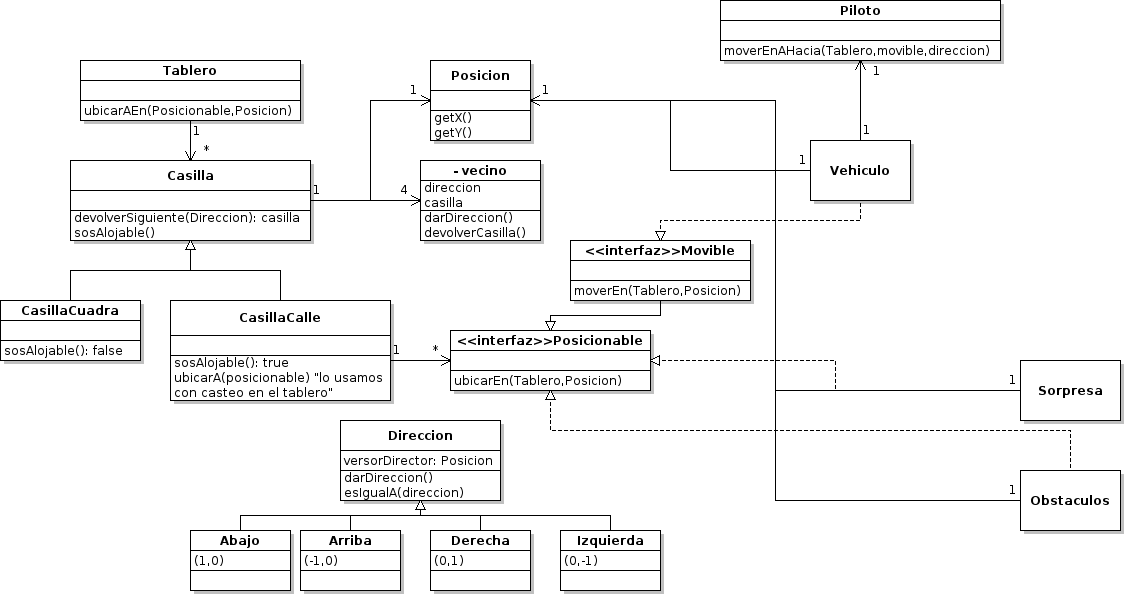 Piloto
moverEnAHacia(Tablero,movible,direccion)
1
Tablero
ubicarAEn(Posicionable,Posicion)
1
*
Posicion
getX()
getY()
1
1
1
1
Vehiculo
Casilla
devolverSiguiente(Direccion): casilla
sosAlojable()
1
4
- vecino
direccion
casilla
darDireccion()
devolverCasilla()
<<interfaz>>Movible
moverEn(Tablero,Posicion)
CasillaCuadra
sosAlojable(): false
CasillaCalle
sosAlojable(): true
ubicarA(posicionable) "lo usamos
con casteo en el tablero"
1
*
<<interfaz>>Posicionable
ubicarEn(Tablero,Posicion)
1
Sorpresa
Direccion
versorDirector: Posicion
darDireccion()
esIgualA(direccion)
1
Obstaculos
Abajo
(1,0)
Arriba
(-1,0)
Derecha
(0,1)
Izquierda
(0,-1)